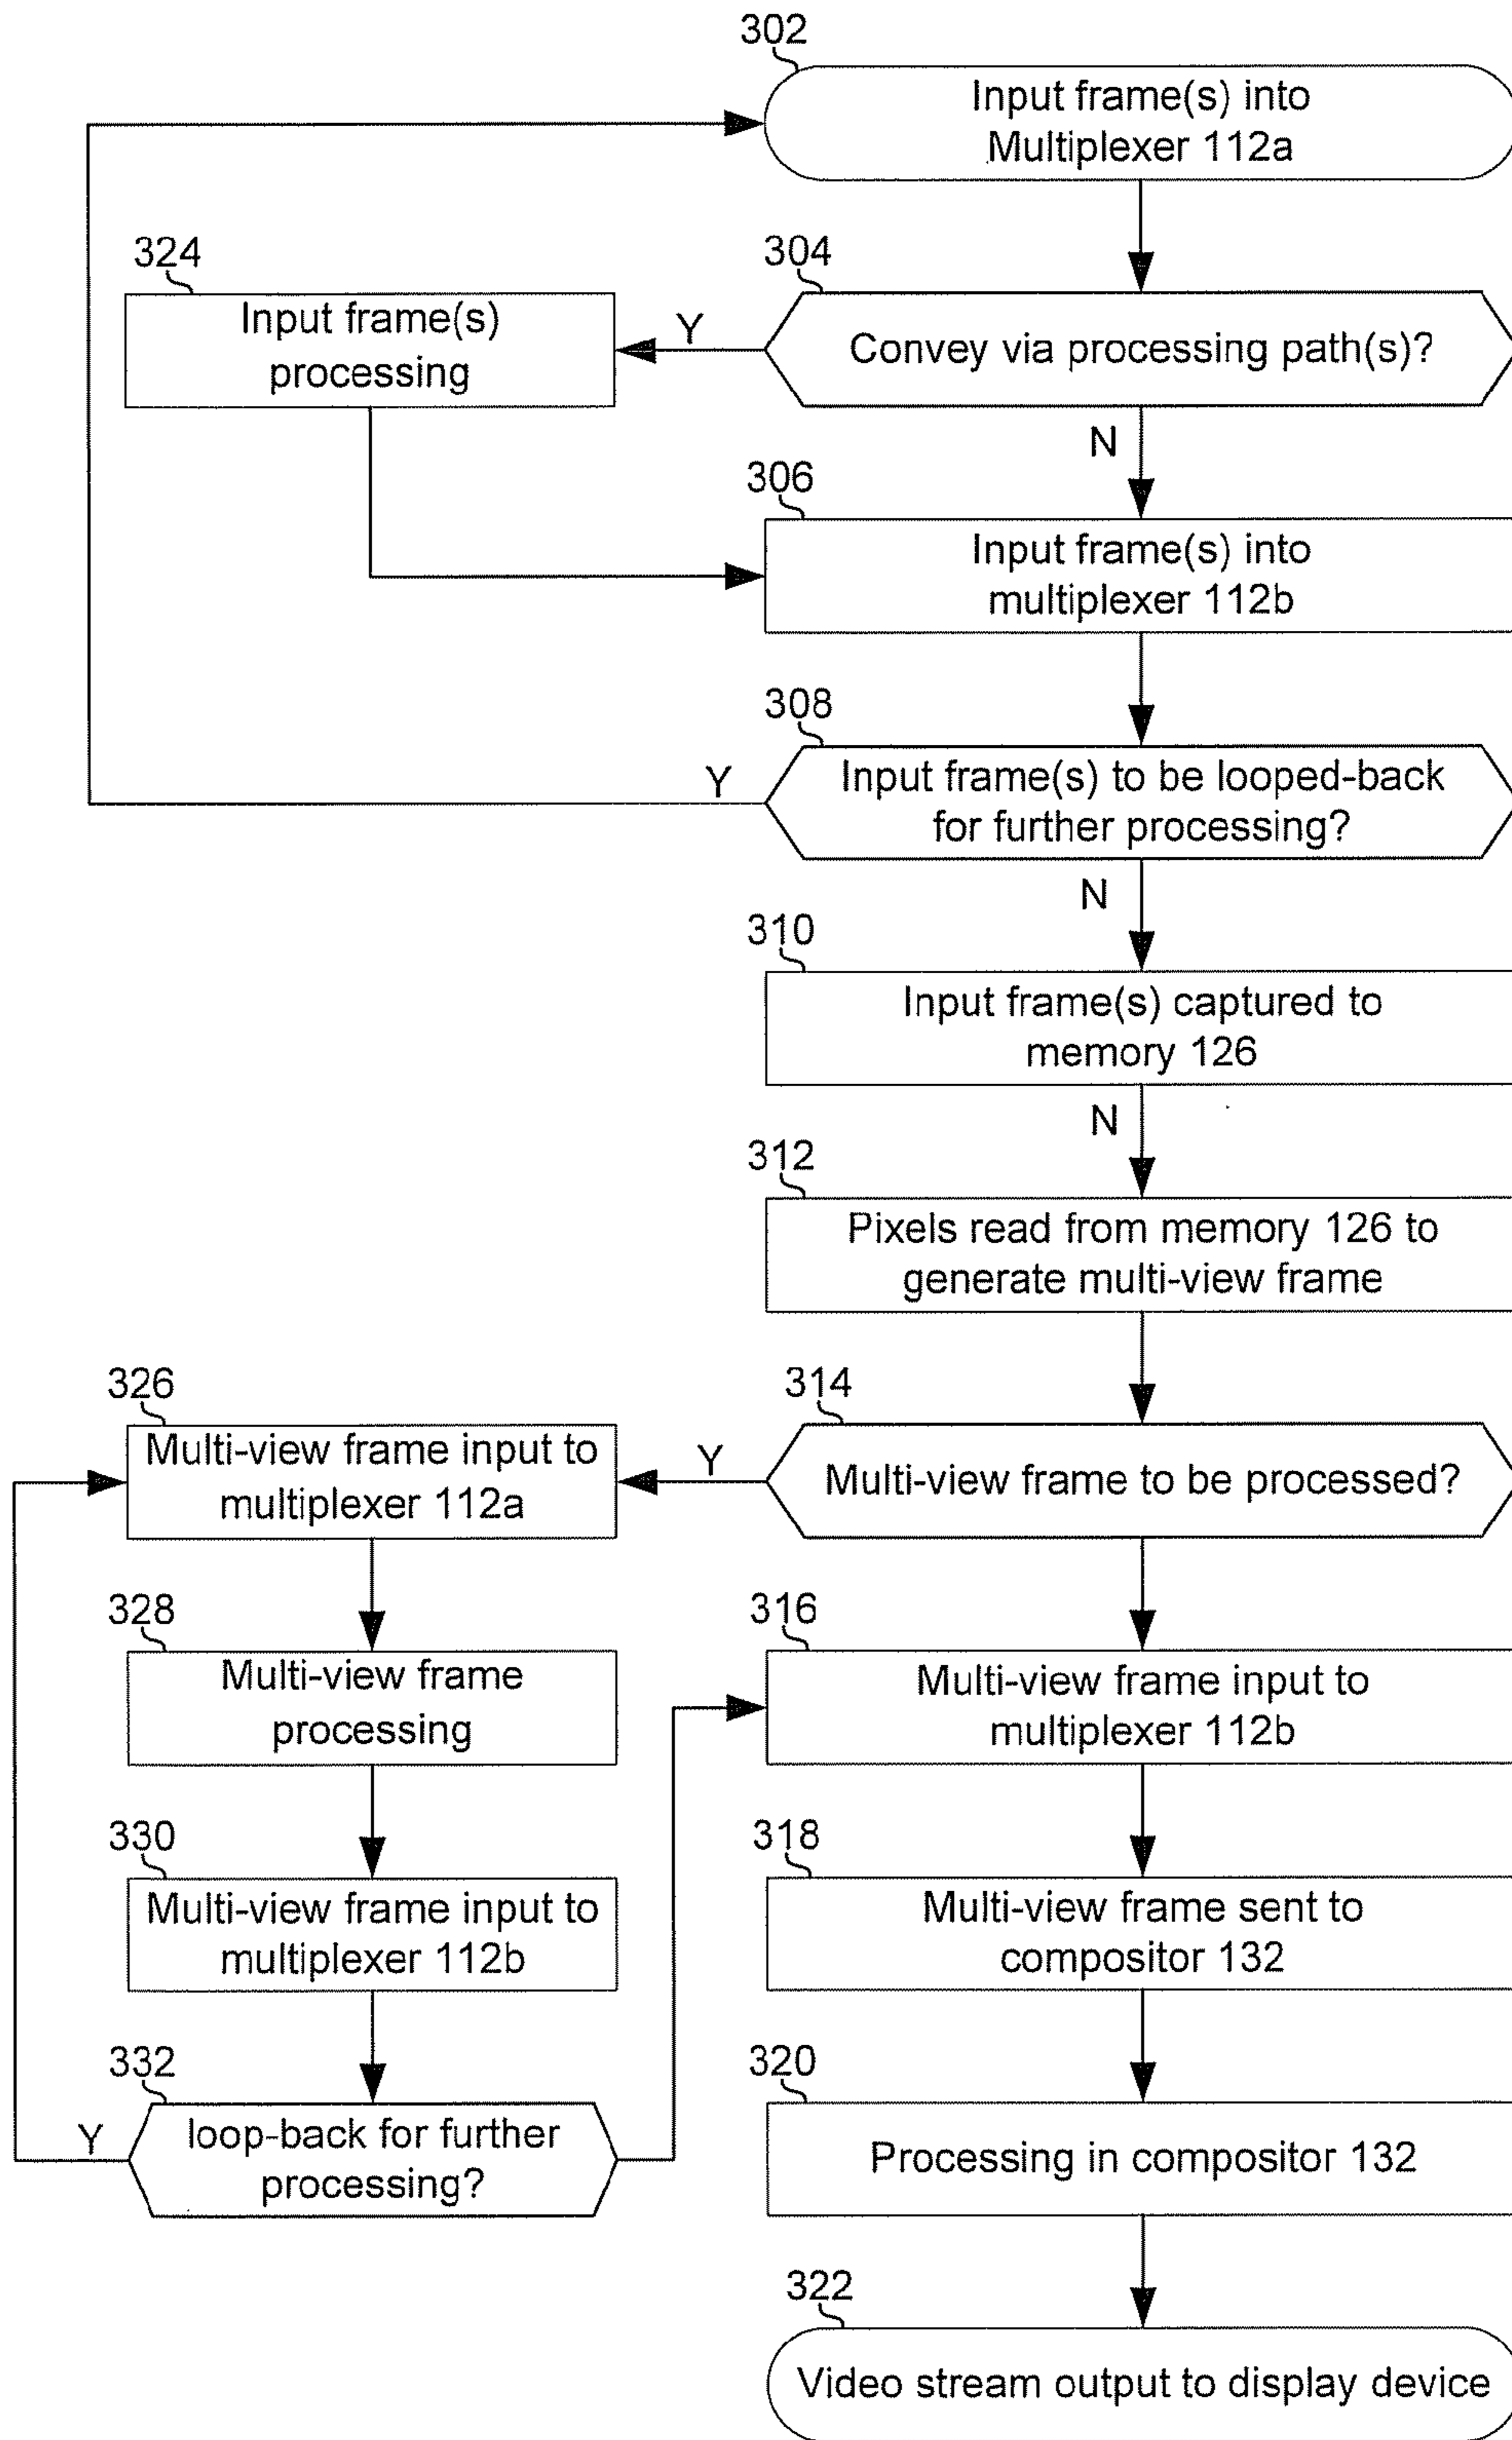 302
Input frame(s) into
Multiplexer 112a
324
Input frame(s)
processing
304
Y
Convey via processing path(s)?
N
306
Input frame(s) into
multiplexer 112b
308
Y
Input frame(s) to be looped-back
for further processing?
N
310
Input frame(s) captured to
memory 126
N
312
Pixels read from memory 126 to
generate multi-view frame
314
Multi-view frame to be processed?
Y
326
Multi-view frame input to
multiplexer 112a
328
Multi-view frame
processing
330
Multi-view frame input to
multiplexer 112b
332
Y
loop-back for further
processing?
316
Multi-view frame input to
multiplexer 112b
318
Multi-view frame sent to
compositor 132
320
Processing in compositor 132
322
Video stream output to display device